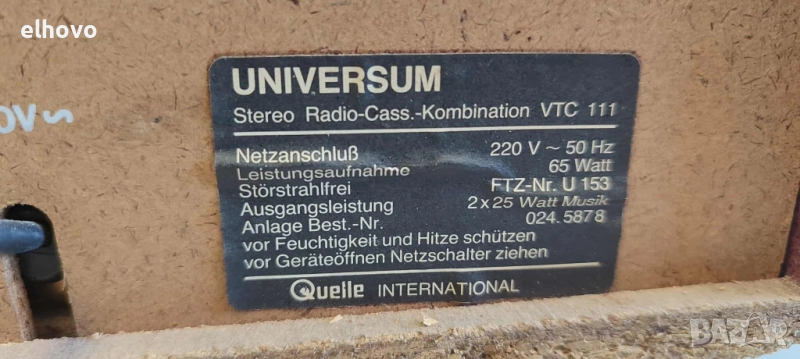 elhovo
0V~
UNIVERSUM
Stereo Radio-Cass.-Kombination VTC 111
Netzanschluß 220 V ~ 50 Hz
Leistungsaufnahme 65 Watt
Störstrahlfrei FTZ-Nr. U 153
Ausgangsleistung 2 x 25 Watt Musik
Anlage Best.-Nr. 024.5878
vor Feuchtigkeit und Hitze schützen
vor Geräteöffnen Netzschalter ziehen
Quelle INTERNATIONAL
BAZAR